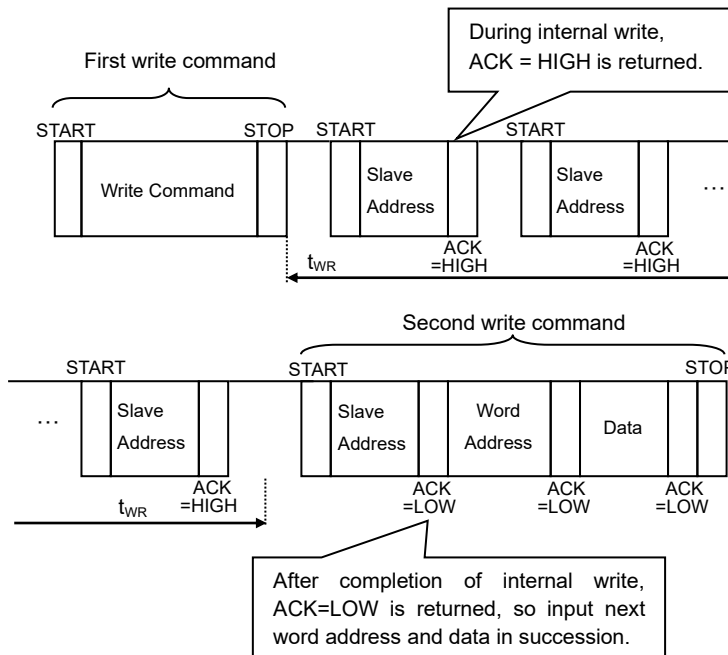 During internal write,
ACK = HIGH is returned.
First write command
START STOP START START
Write Command
Slave
Address
Slave
Address
...
ACK
=HIGH
ACK
=HIGH
tWR
Second write command
START START STOP
...
Slave
Address
Slave
Address
Word
Address
Data
ACK
=HIGH
ACK
=LOW
ACK
=LOW
ACK
=LOW
tWR
After completion of internal write,
ACK=LOW is returned, so input next
word address and data in succession.